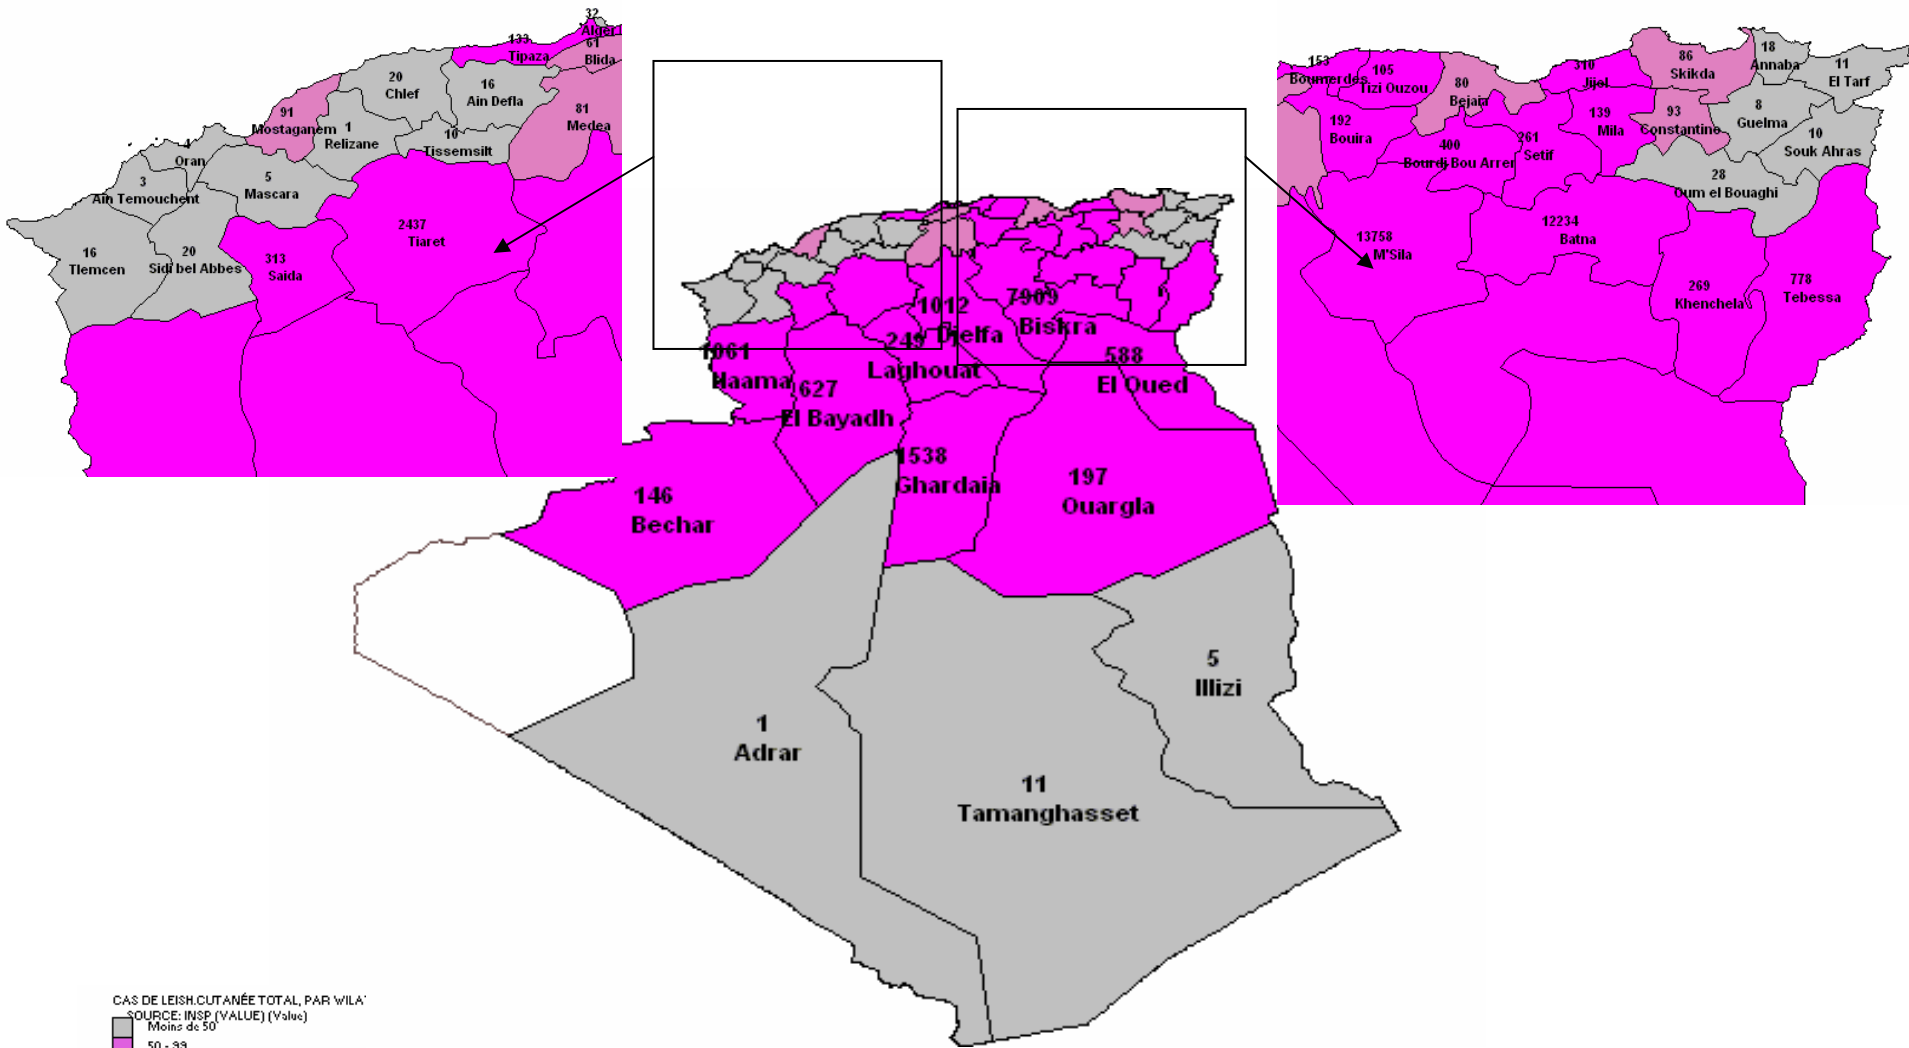 32
Alger
133
Tipaza
61
Blida
20
Chlef
16
Ain Defla
81
Medea
91
Mostaganem
1
Relizane
10
Tissemsilt
4
Oran
3
Ain Temouchent
5
Mascara
2437
Tiaret
16
Tlemcen
20
Sidi bel Abbes
313
Saida
153
Boumerdes
105
Tizi Ouzou
80
Bejaia
310
Jijel
86
Skikda
18
Annaba
11
El Tarf
192
Bouira
400
Bourdj Bou Arrer
261
Setif
139
Mila
93
Constantine
8
Guelma
10
Souk Ahras
28
Oum el Bouaghi
13758
M'Sila
12234
Batna
269
Khenchela
778
Tebessa
1012
Djelfa
7909
Biskra
249
Laghouat
588
El Oued
1061
Naama
627
El Bayadh
1538
Ghardaia
197
Ouargla
146
Bechar
5
Illizi
1
Adrar
11
Tamanghasset
CAS DE LEISH.CUTANÉE TOTAL, PAR WILA
SOURCE: INSP (VALUE) (Value)
Moins de 50
50 - 99